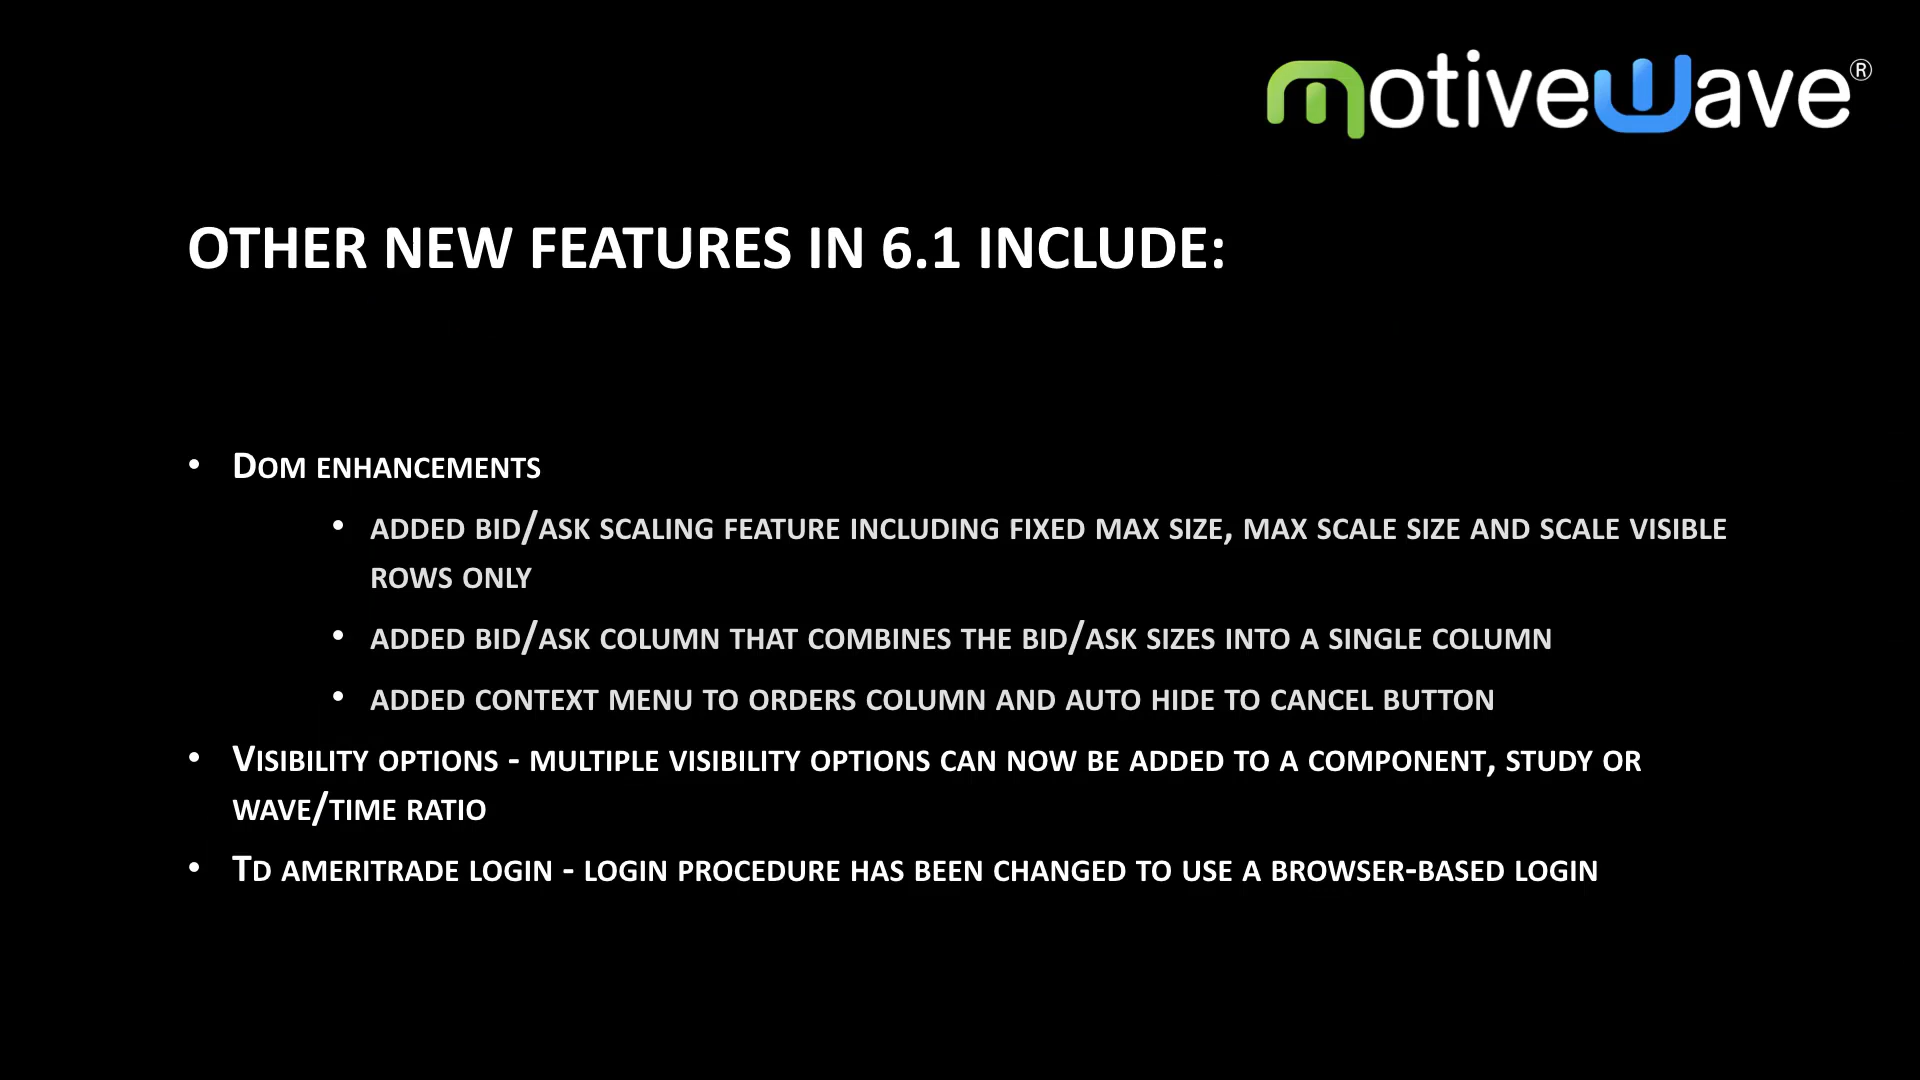 motivewave®
OTHER NEW FEATURES IN 6.1 INCLUDE:
• DOM ENHANCEMENTS
• ADDED BID/ASK SCALING FEATURE INCLUDING FIXED MAX SIZE, MAX SCALE SIZE AND SCALE VISIBLE
ROWS ONLY
• ADDED BID/ASK COLUMN THAT COMBINES THE BID/ASK SIZES INTO A SINGLE COLUMN
• ADDED CONTEXT MENU TO ORDERS COLUMN AND AUTO HIDE TO CANCEL BUTTON
• VISIBILITY OPTIONS - MULTIPLE VISIBILITY OPTIONS CAN NOW BE ADDED TO A COMPONENT, STUDY OR
WAVE/TIME RATIO
• TD AMERITRADE LOGIN - LOGIN PROCEDURE HAS BEEN CHANGED TO USE A BROWSER-BASED LOGIN